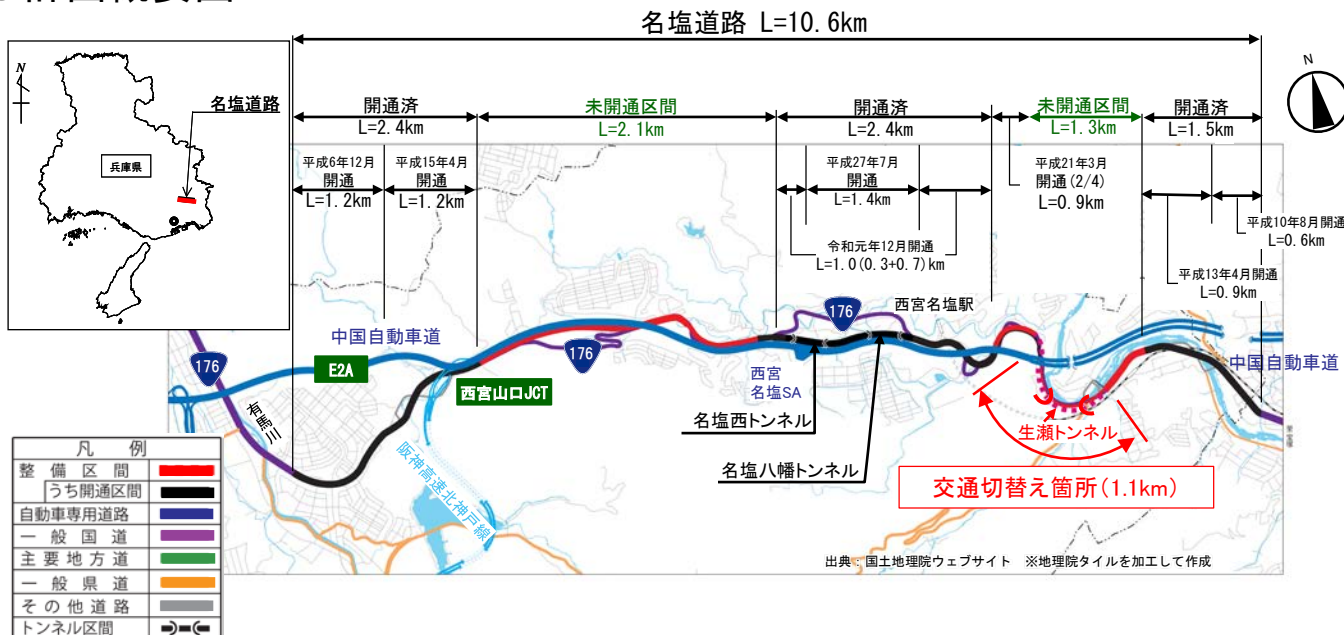 名塩道路 L=10.6km
N
名塩道路
兵庫県
N
開通済
L=2.4km
未開通区間
L=2.1km
開通済
L=2.4km
未開通区間
L=1.3km
開通済
L=1.5km
平成6年12月
開通
L=1.2km
平成15年4月
開通
L=1.2km
平成27年7月
開通
L=1.4km
令和元年12月開通
L=1.0(0.3+0.7)km
平成21年3月
開通(2/4)
L=0.9km
平成10年8月開通
L=0.6km
平成13年4月開通
L=0.9km
176
中国自動車道
E2A
西宮山口JCT
176
176
西宮名塩駅
西宮
名塩SA
中国自動車道
有馬川
阪神高速北神戸線
名塩西トンネル
名塩八幡トンネル
生瀬トンネル
交通切替え箇所(1.1km)
出典:国土地理院ウェブサイト ※地理院タイルを加工して作成
凡例
整備区間
うち開通区間
自動車専用道路
一般国道
主要地方道
一般県道
その他道路
トンネル区間